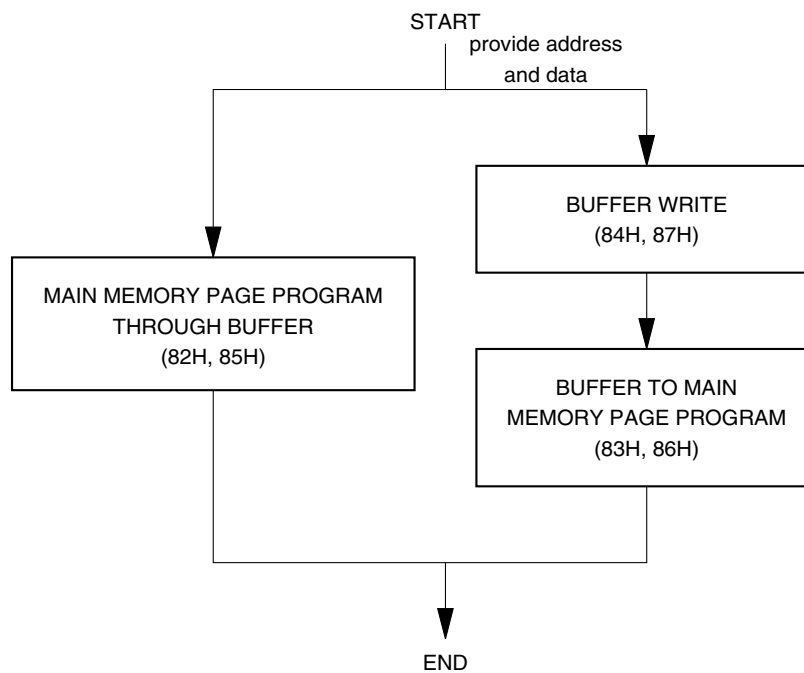 START
provide address
and data
BUFFER WRITE
(84H, 87H)
MAIN MEMORY PAGE PROGRAM
THROUGH BUFFER
(82H, 85H)
BUFFER TO MAIN
MEMORY PAGE PROGRAM
(83H, 86H)
END